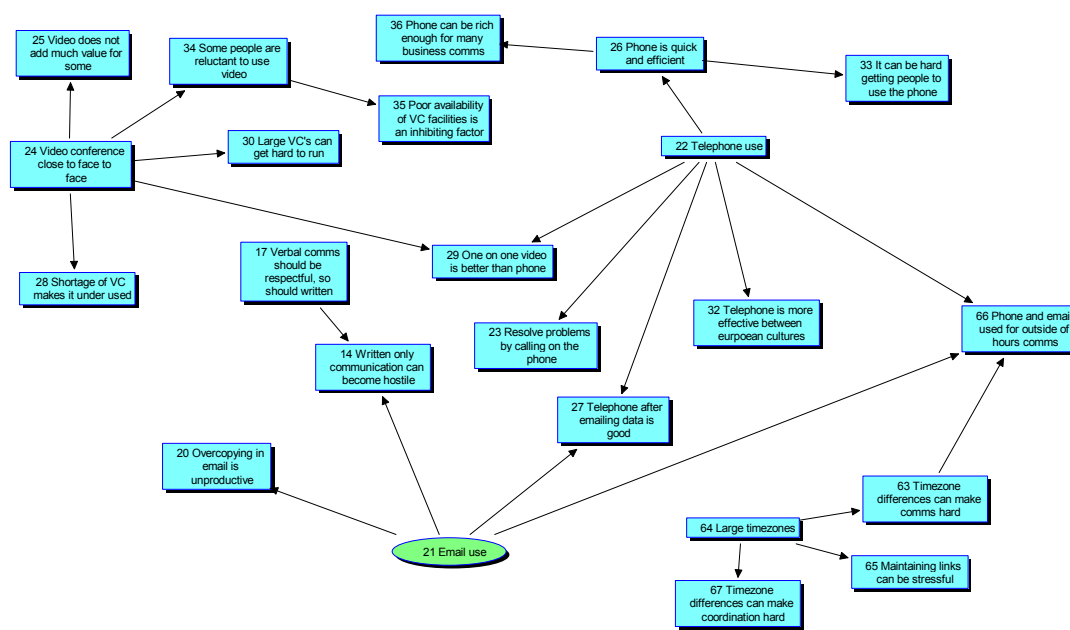 36 Phone can be rich
enough for many
business comms
25 Video does not
add much value for
some
34 Some people are
reluctant to use
video
26 Phone is quick
and efficient
33 It can be hard
getting people to
use the phone
35 Poor availability
of VC facilities is
an inhibiting factor
30 Large VC's can
get hard to run
24 Video conference
close to face to
face
22 Telephone use
17 Verbal comms
should be
respectful, so
should written
29 One on one video
is better than phone
28 Shortage of VC
makes it under used
32 Telephone is more
effective between
eurpoean cultures
66 Phone and email
used for outside of
hours comms
23 Resolve problems
by calling on the
phone
14 Written only
communication can
become hostile
27 Telephone after
emailing data is
good
20 Overcopying in
email is
unproductive
63 Timezone
differences can make
comms hard
64 Large timezones
21 Email use
65 Maintaining links
can be stressful
67 Timezone
differences can make
coordination hard